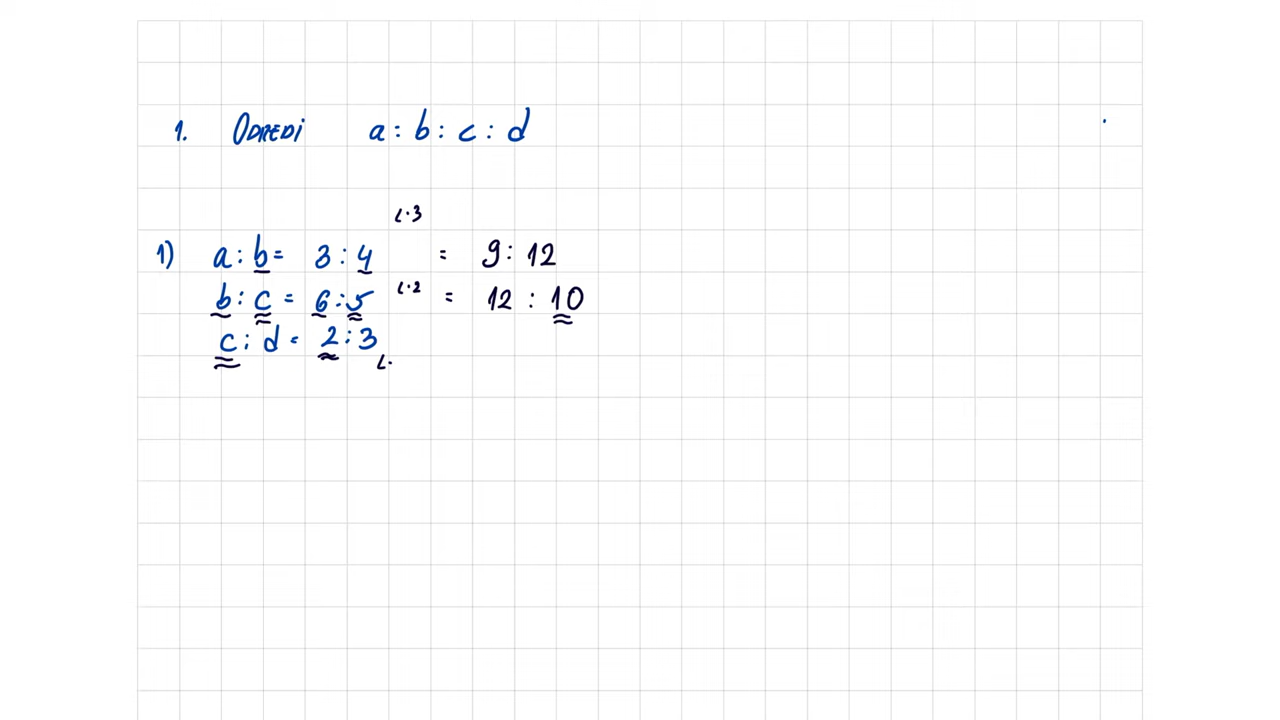 1. ODREDI a : b : c : d
1) a : b = 3 : 4 /·3 = 9 : 12
b : c = 6 : 5 /·2 = 12 : 10
c : d = 2 : 3 /·